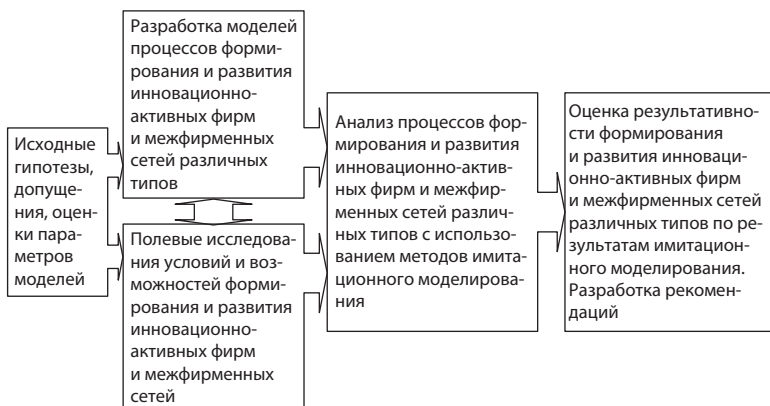 Исходные
гипотезы,
допуще-
ния, оцен-
ки пара-
метров
моделей
Разработка моделей
процессов форми-
рования и развития
инновационно-
активных фирм
и межфирменных
сетей различных
типов
Полевые исследова-
ния условий и воз-
можностей форми-
рования и развития
инновационно-
активных фирм
и межфирменных
сетей
Анализ процессов фор-
мирования и развития
инновационно-актив-
ных фирм и межфир-
менных сетей различ-
ных типов с использо-
ванием методов имита-
ционного моделирова-
ния
Оценка результативно-
сти формирования
и развития инноваци-
онно-активных фирм
и межфирменных сетей
различных типов по ре-
зультатам имитацион-
ного моделирования.
Разработка рекомен-
даций